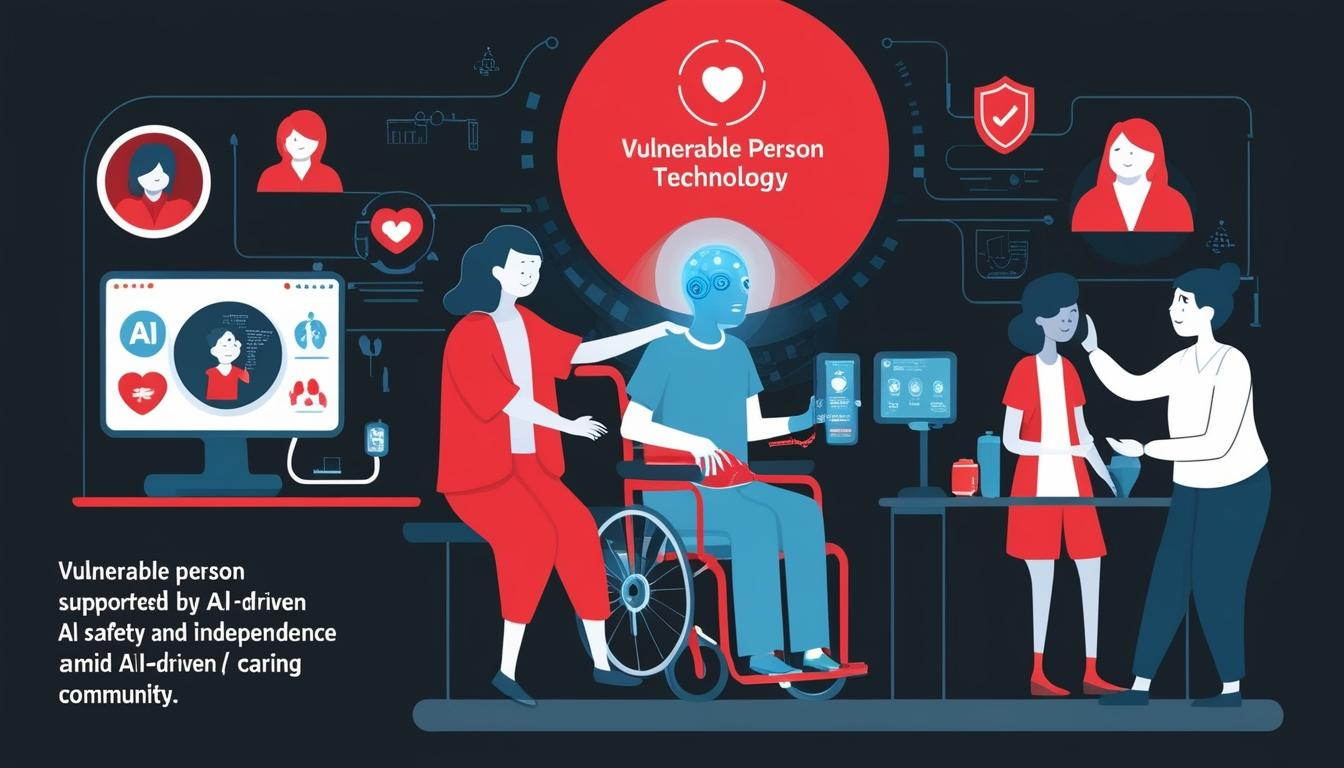 Vulnerable Person
Technology
AI
Vulnerable person
supported by AI-driven
AI safety and independence
amid AII-driven / caring
community.